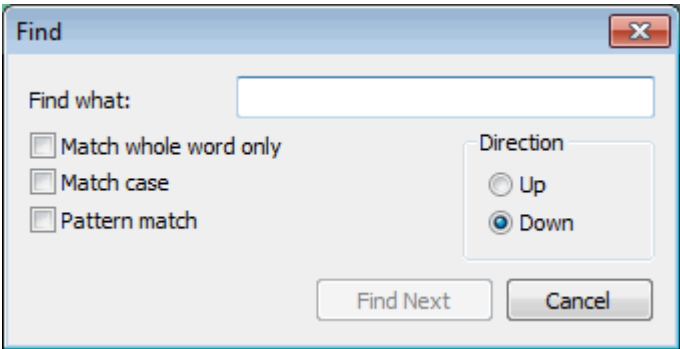 Find
Find what:
Match whole word only
Match case
Pattern match
Direction
Up
Down
Find Next
Cancel